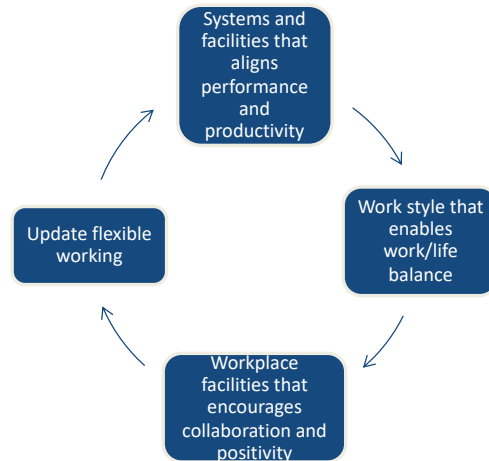 Systems and
facilities that
aligns
performance
and
productivity
Work style that
enables
work/life
balance
Workplace
facilities that
encourages
collaboration and
positivity
Update flexible
working